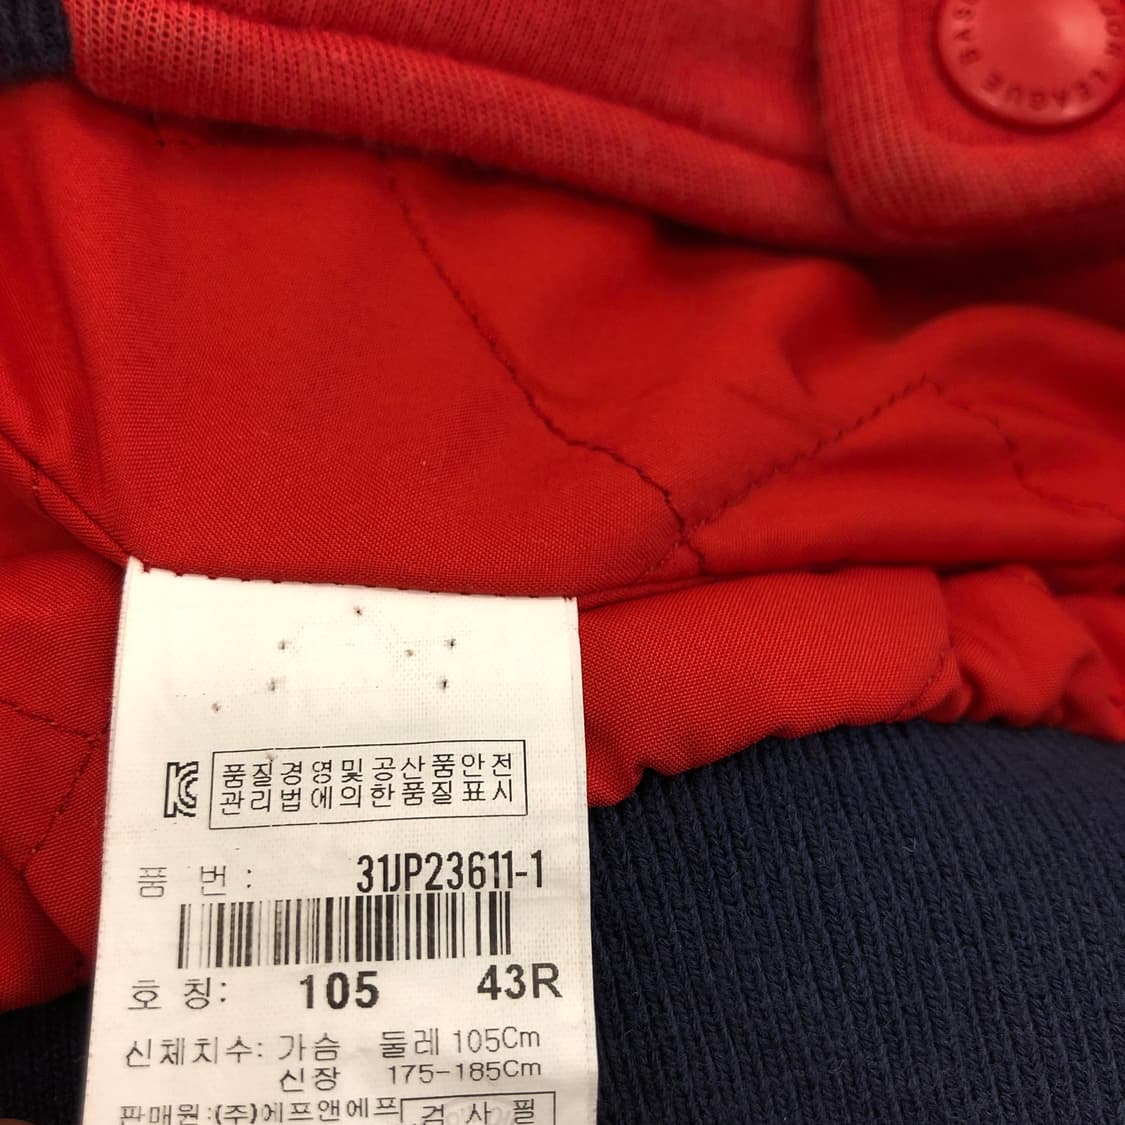 LEAGUE BAS
품질경영및공산품안전
관리법에의한품질표시
품 번 : 31JP23611-1
호 칭: 105 43R
신체치수: 가슴 둘레 105Cm
신장 175-185Cm
판매원:(주)에프앤에프 검 사 필